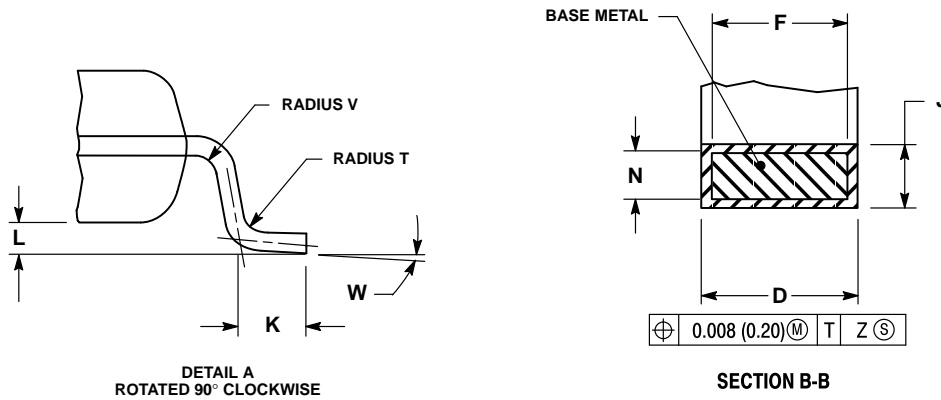 BASE METAL
F
RADIUS V
RADIUS T
N
L
W
K
D
0.008 (0.20) Ⓜ T Z Ⓢ
DETAIL A
ROTATED 90° CLOCKWISE
SECTION B-B